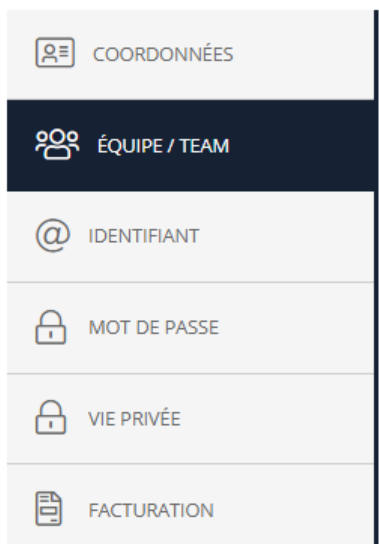 COORDONNÉES
ÉQUIPE / TEAM
IDENTIFIANT
MOT DE PASSE
VIE PRIVÉE
FACTURATION